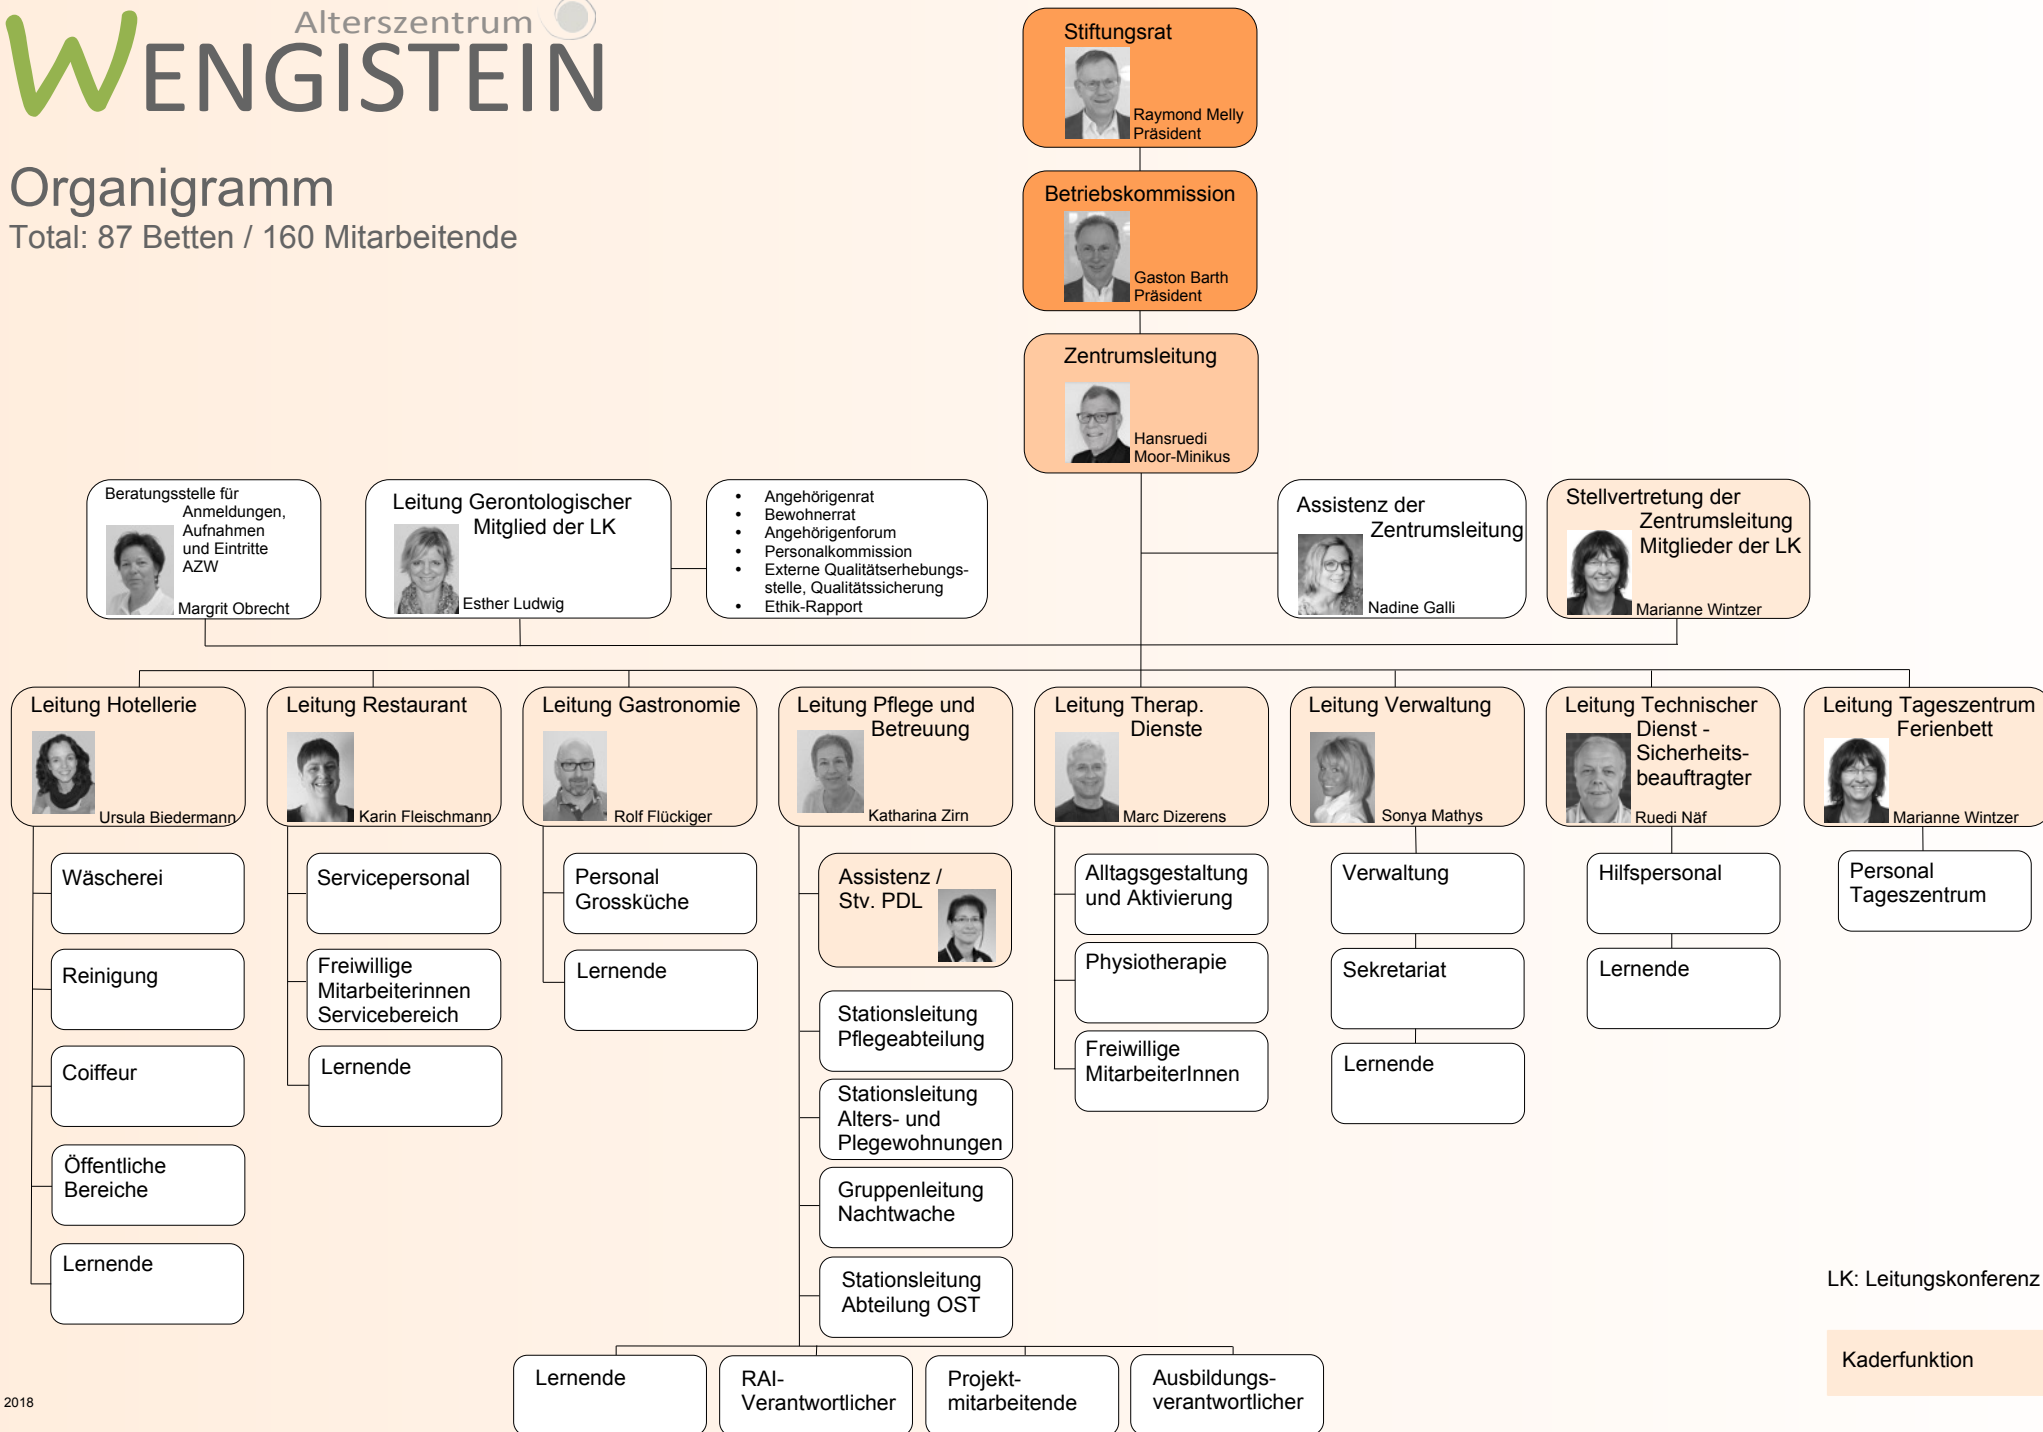 Alterszentrum
WENGISTEIN
Organigramm
Total: 87 Betten / 160 Mitarbeitende
Stiftungsrat
Raymond Melly
Präsident
Betriebskommission
Gaston Barth
Präsident
Zentrumsleitung
Hansruedi
Moor-Minikus
Beratungsstelle für
Anmeldungen,
Aufnahmen
und Eintritte
AZW
Margrit Obrecht
Leitung Gerontologischer
Mitglied der LK
Esther Ludwig
• Angehörigenrat
• Bewohnerrat
• Angehörigenforum
• Personalkommission
• Externe Qualitätserhebungs-
stelle, Qualitätssicherung
• Ethik-Rapport
Assistenz der
Zentrumsleitung
Nadine Galli
Stellvertretung der
Zentrumsleitung
Mitglieder der LK
Marianne Wintzer
Leitung Hotellerie
Ursula Biedermann
Wäscherei
Reinigung
Coiffeur
Öffentliche
Bereiche
Lernende
Leitung Restaurant
Karin Fleischmann
Servicepersonal
Freiwillige
Mitarbeiterinnen
Servicebereich
Lernende
Leitung Gastronomie
Rolf Flückiger
Personal
Grossküche
Lernende
Leitung Pflege und
Betreuung
Katharina Zirn
Assistenz /
Stv. PDL
Stationsleitung
Pflegeabteilung
Stationsleitung
Alters- und
Plegewohnungen
Gruppenleitung
Nachtwache
Stationsleitung
Abteilung OST
Lernende
RAI-
Verantwortlicher
Projekt-
mitarbeitende
Ausbildungs-
verantwortlicher
Leitung Therap.
Dienste
Marc Dizerens
Alltagsgestaltung
und Aktivierung
Physiotherapie
Freiwillige
MitarbeiterInnen
Leitung Verwaltung
Sonya Mathys
Verwaltung
Sekretariat
Lernende
Leitung Technischer
Dienst -
Sicherheits-
beauftragter
Ruedi Näf
Hilfspersonal
Lernende
Leitung Tageszentrum
Ferienbett
Marianne Wintzer
Personal
Tageszentrum
LK: Leitungskonferenz
Kaderfunktion
2018